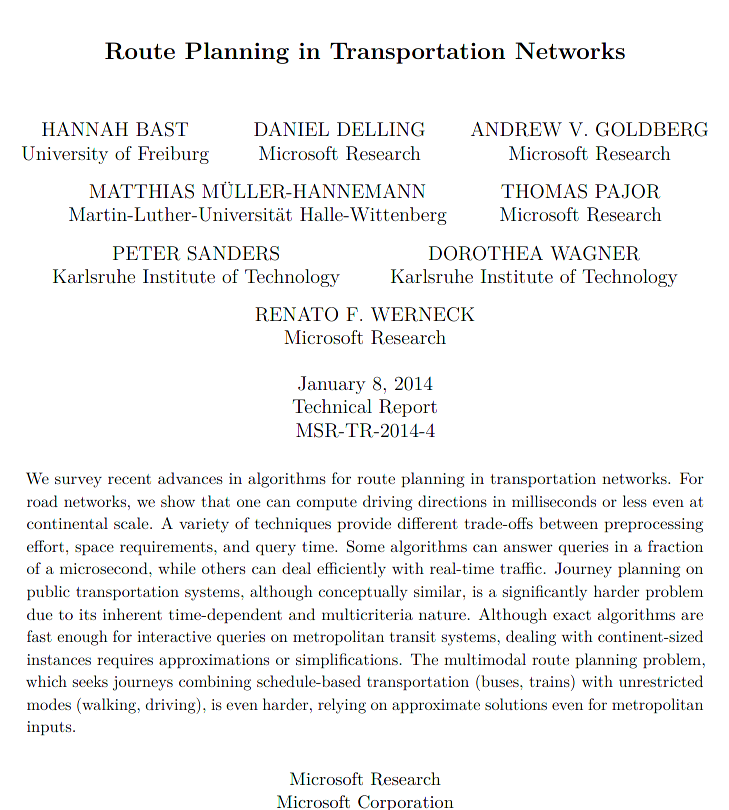 Route Planning in Transportation Networks
HANNAH BAST DANIEL DELLING ANDREW V. GOLDBERG
University of Freiburg Microsoft Research Microsoft Research
MATTHIAS MÜLLER-HANNEMANN THOMAS PAJOR
Martin-Luther-Universität Halle-Wittenberg Microsoft Research
PETER SANDERS DOROTHEA WAGNER
Karlsruhe Institute of Technology Karlsruhe Institute of Technology
RENATO F. WERNECK
Microsoft Research
January 8, 2014
Technical Report
MSR-TR-2014-4
We survey recent advances in algorithms for route planning in transportation networks. For
road networks, we show that one can compute driving directions in milliseconds or less even at
continental scale. A variety of techniques provide different trade-offs between preprocessing
effort, space requirements, and query time. Some algorithms can answer queries in a fraction
of a microsecond, while others can deal efficiently with real-time traffic. Journey planning on
public transportation systems, although conceptually similar, is a significantly harder problem
due to its inherent time-dependent and multicriteria nature. Although exact algorithms are
fast enough for interactive queries on metropolitan transit systems, dealing with continent-sized
instances requires approximations or simplifications. The multimodal route planning problem,
which seeks journeys combining schedule-based transportation (buses, trains) with unrestricted
modes (walking, driving), is even harder, relying on approximate solutions even for metropolitan
inputs.
Microsoft Research
Microsoft Corporation